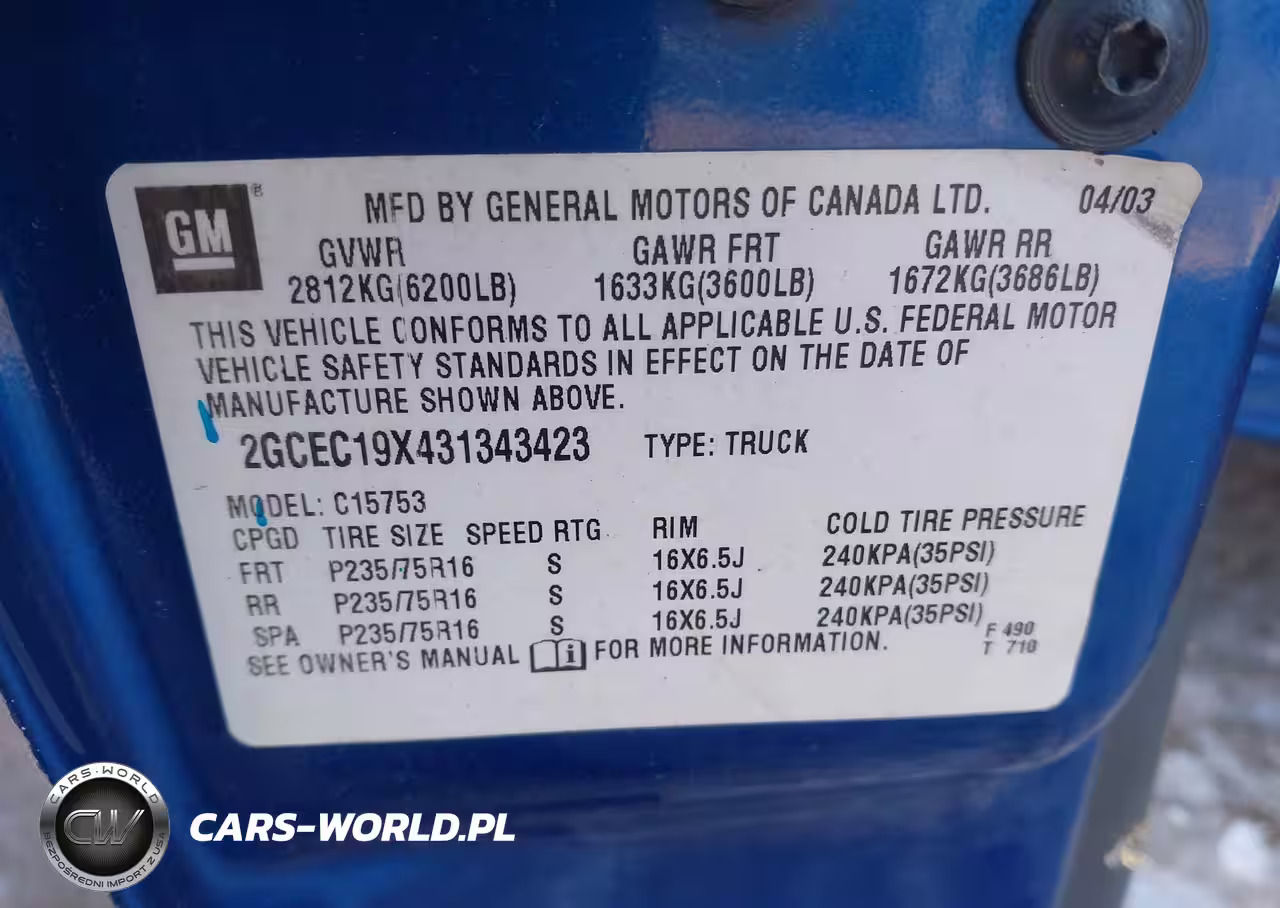 GM ®
MFD BY GENERAL MOTORS OF CANADA LTD. 04/03
GVWR GAWR FRT GAWR RR
2812KG(6200LB) 1633KG(3600LB) 1672KG(3686LB)
THIS VEHICLE CONFORMS TO ALL APPLICABLE U.S. FEDERAL MOTOR
VEHICLE SAFETY STANDARDS IN EFFECT ON THE DATE OF
MANUFACTURE SHOWN ABOVE.
2GCEC19X431343423 TYPE: TRUCK
MODEL: C15753
CPGD TIRE SIZE SPEED RTG RIM COLD TIRE PRESSURE
FRT P235/75R16 S 16X6.5J 240KPA(35PSI)
RR P235/75R16 S 16X6.5J 240KPA(35PSI)
SPA P235/75R16 S 16X6.5J 240KPA(35PSI)
SEE OWNER'S MANUAL i FOR MORE INFORMATION.
F 490
T 710
CARS-WORLD
CW
BEZPOŚREDNI IMPORT Z USA
CARS-WORLD.PL